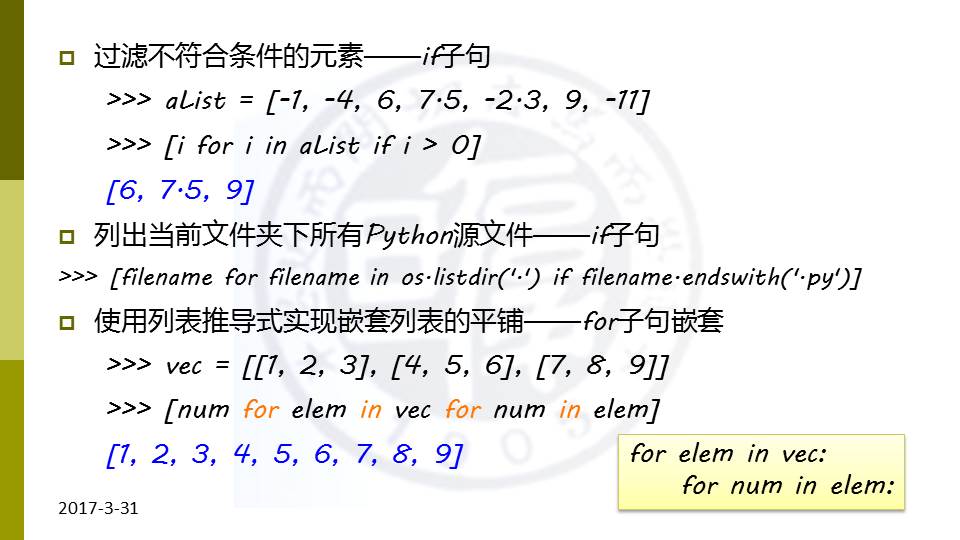 过滤不符合条件的元素——if子句
>>> aList = [-1, -4, 6, 7.5, -2.3, 9, -11]
>>> [i for i in aList if i > 0]
[6, 7.5, 9]
列出当前文件夹下所有Python源文件——if子句
>>> [filename for filename in os.listdir('.') if filename.endswith('.py')]
使用列表推导式实现嵌套列表的平铺——for子句嵌套
>>> vec = [[1, 2, 3], [4, 5, 6], [7, 8, 9]]
>>> [num for elem in vec for num in elem]
[1, 2, 3, 4, 5, 6, 7, 8, 9]
for elem in vec:
for num in elem:
2017-3-31